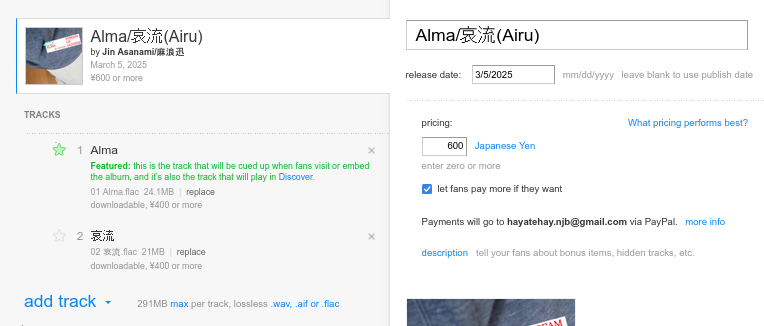 Alma/哀流(Airu)
by Jin Asanami/麻浪迅
March 5, 2025
¥600 or more
TRACKS
1 Alma
Featured: this is the track that will be cued up when fans visit or embed
the album, and it's also the track that will play in Discover.
01 Alma.flac 24.1MB | replace
downloadable, ¥400 or more
2 哀流
02 哀流.flac 21MB | replace
downloadable, ¥400 or more
add track
291MB max per track, lossless .wav, .aif or .flac
Alma/哀流(Airu)
release date: 3/5/2025 mm/dd/yyyy leave blank to use publish date
pricing: What pricing performs best?
600 Japanese Yen
enter zero or more
let fans pay more if they want
Payments will go to hayatehay.njb@gmail.com via PayPal. more info
description tell your fans about bonus items, hidden tracks, etc.